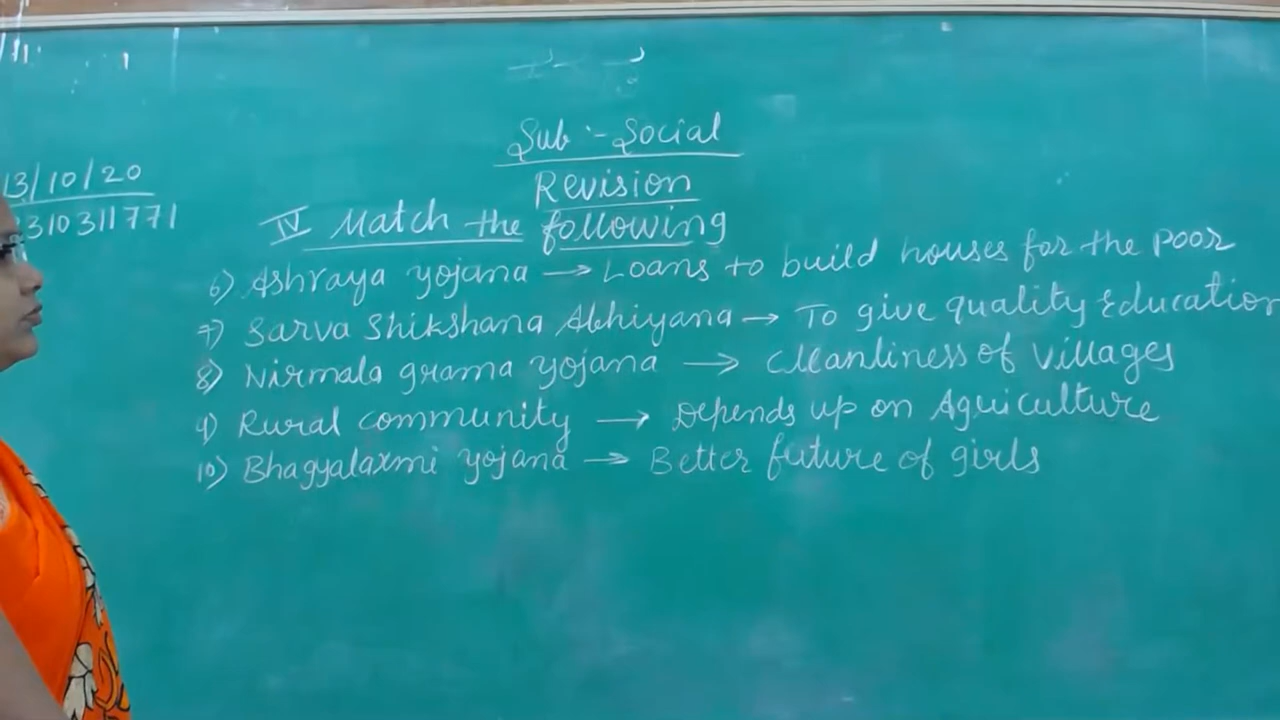 Sub :- Social
Revision
13/10/20
310311771
IV Match the following
6) Ashraya yojana → Loans to build houses for the poor
7) Sarva Shikshana Abhiyana → To give quality Education
8) Nirmala grama yojana → Cleanliness of villages
9) Rural community → Depends up on Agriculture
10) Bhagyalaxmi yojana → Better future of girls